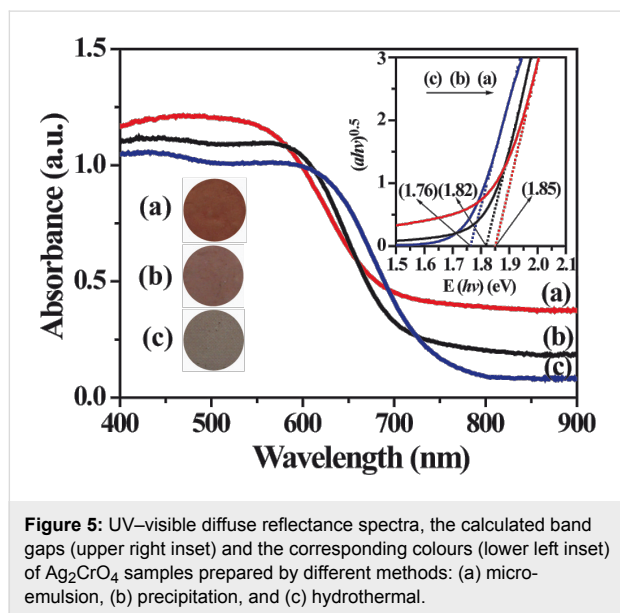 1.5
1.0
0.5
0.0
Absorbance (a.u.)
400 500 600 700 800 900
Wavelength (nm)
(a)
(b)
(c)
(a)
(b)
(c)
3
2
1
0
(ahν)0.5
(c) (b) (a)
(1.76) (1.82) (1.85)
1.5 1.6 1.7 1.8 1.9 2.0 2.1
E (hν) (eV)
Figure 5: UV–visible diffuse reflectance spectra, the calculated band
gaps (upper right inset) and the corresponding colours (lower left inset)
of Ag2CrO4 samples prepared by different methods: (a) micro-
emulsion, (b) precipitation, and (c) hydrothermal.